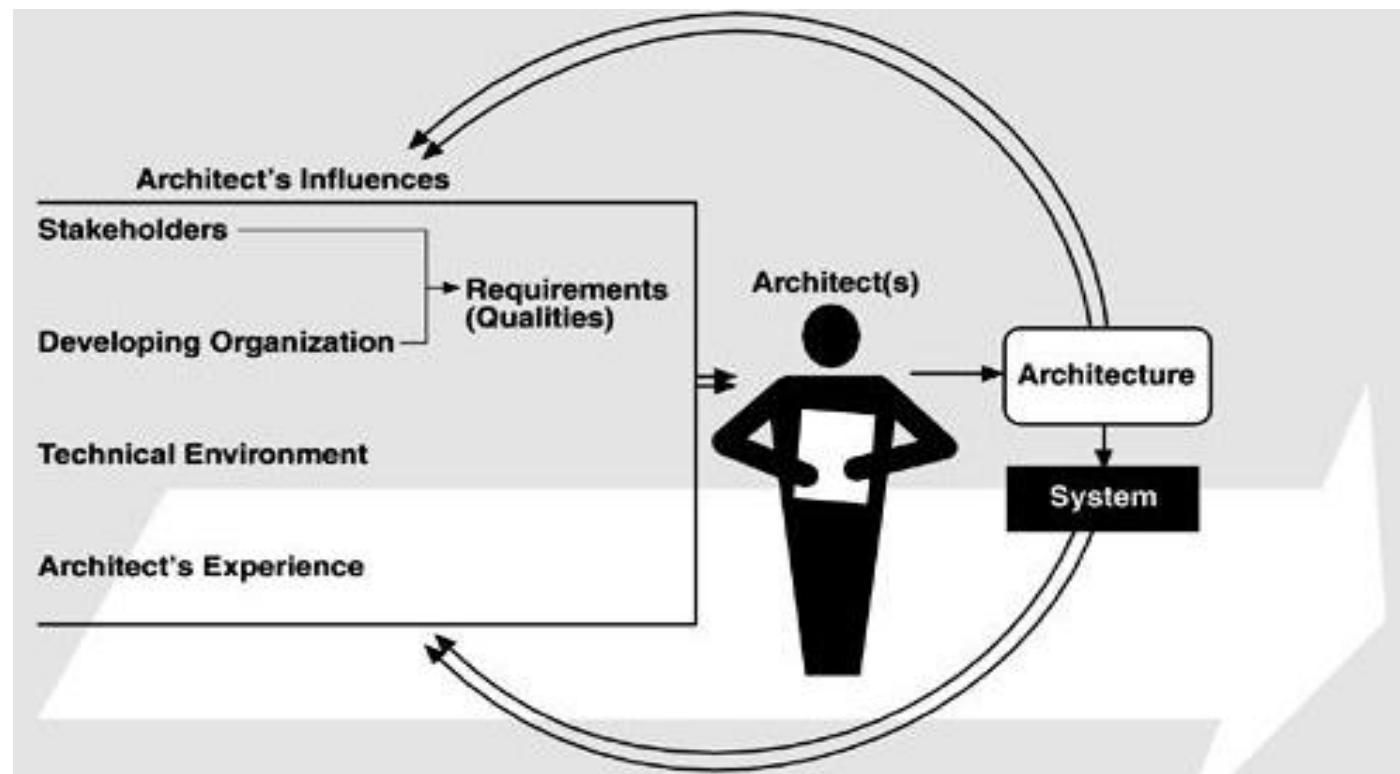 Architect's Influences
Stakeholders
Requirements
(Qualities)
Developing Organization
Technical Environment
Architect's Experience
Architect(s)
Architecture
System